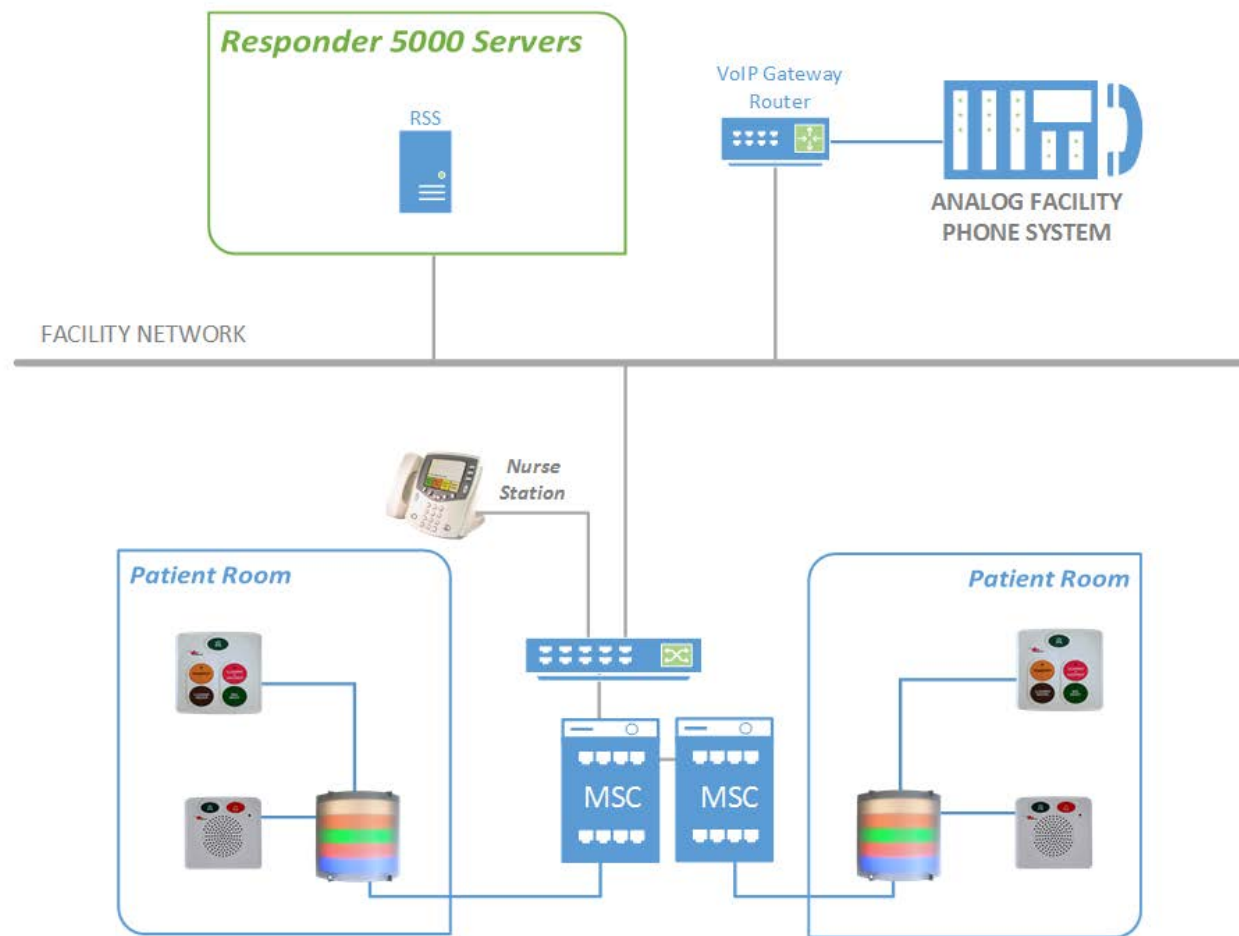 Responder 5000 Servers
RSS
VoIP Gateway
Router
ANALOG FACILITY
PHONE SYSTEM
FACILITY NETWORK
Nurse
Station
Patient Room
Patient Room
MSC
MSC